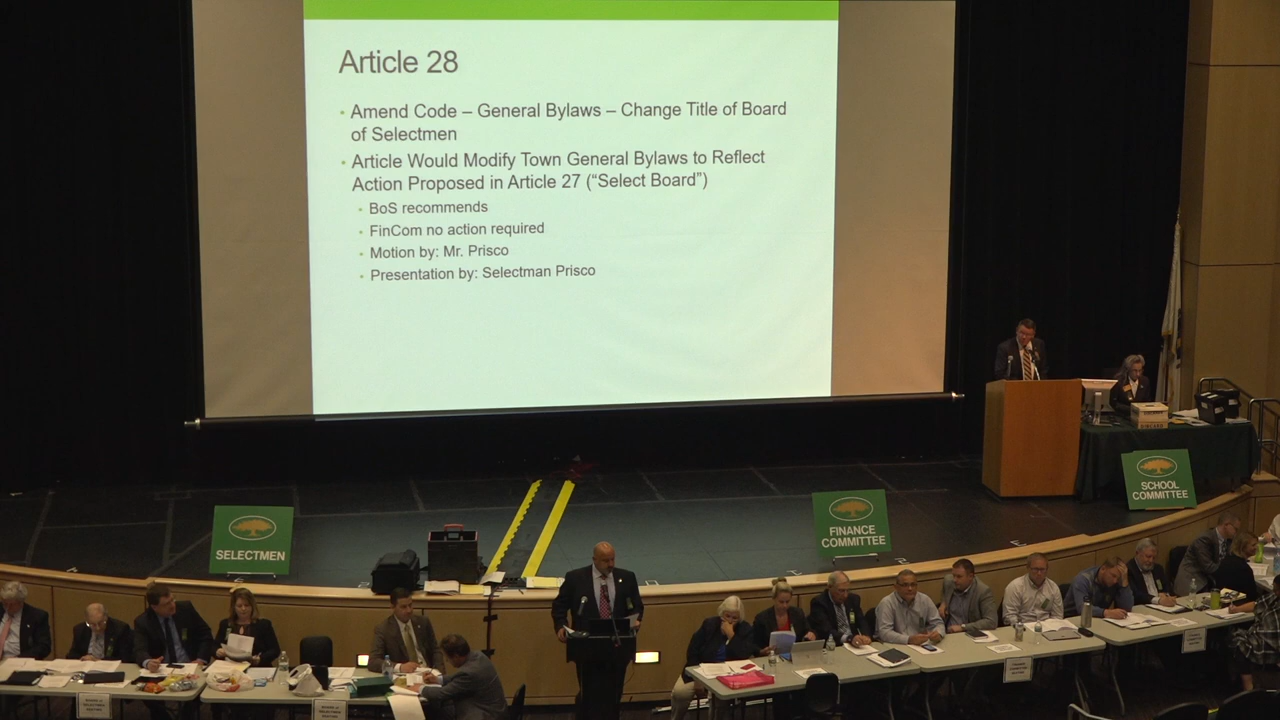 Article 28
• Amend Code – General Bylaws – Change Title of Board
of Selectmen
• Article Would Modify Town General Bylaws to Reflect
Action Proposed in Article 27 (“Select Board”)
• BoS recommends
• FinCom no action required
• Motion by: Mr. Prisco
• Presentation by: Selectman Prisco
SELECTMEN
FINANCE
COMMITTEE
SCHOOL
COMMITTEE